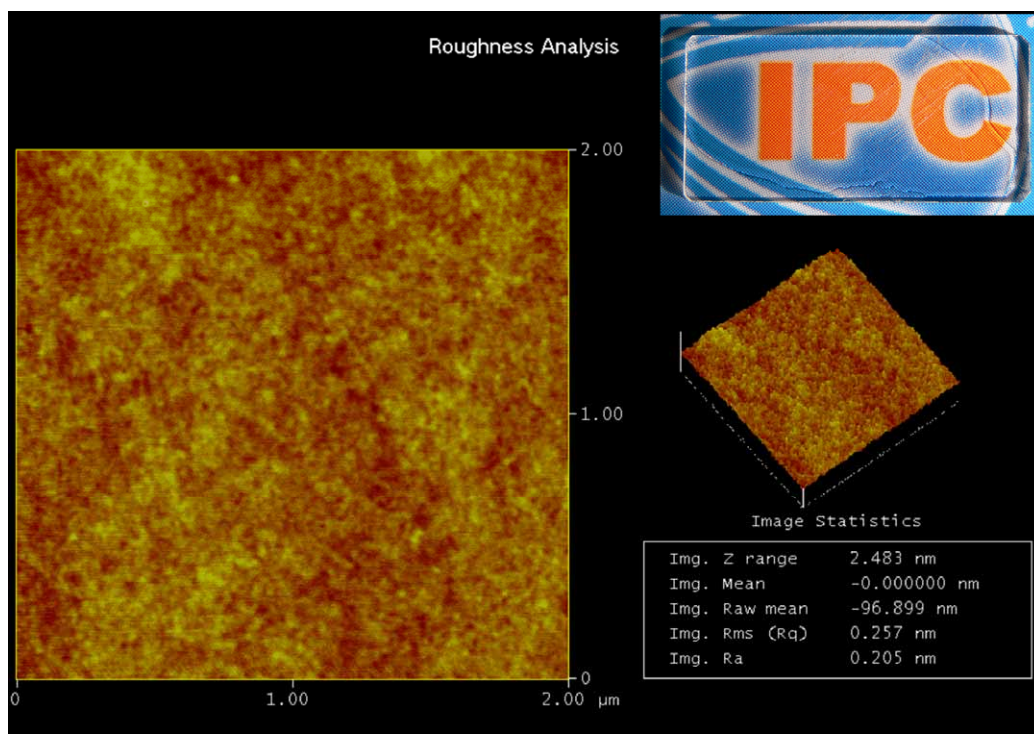 Roughness Analysis
IPC
2.00
1.00
0
0 1.00 2.00 µm
Image Statistics
Img. Z range 2.483 nm
Img. Mean -0.000000 nm
Img. Raw mean -96.899 nm
Img. Rms (Rq) 0.257 nm
Img. Ra 0.205 nm